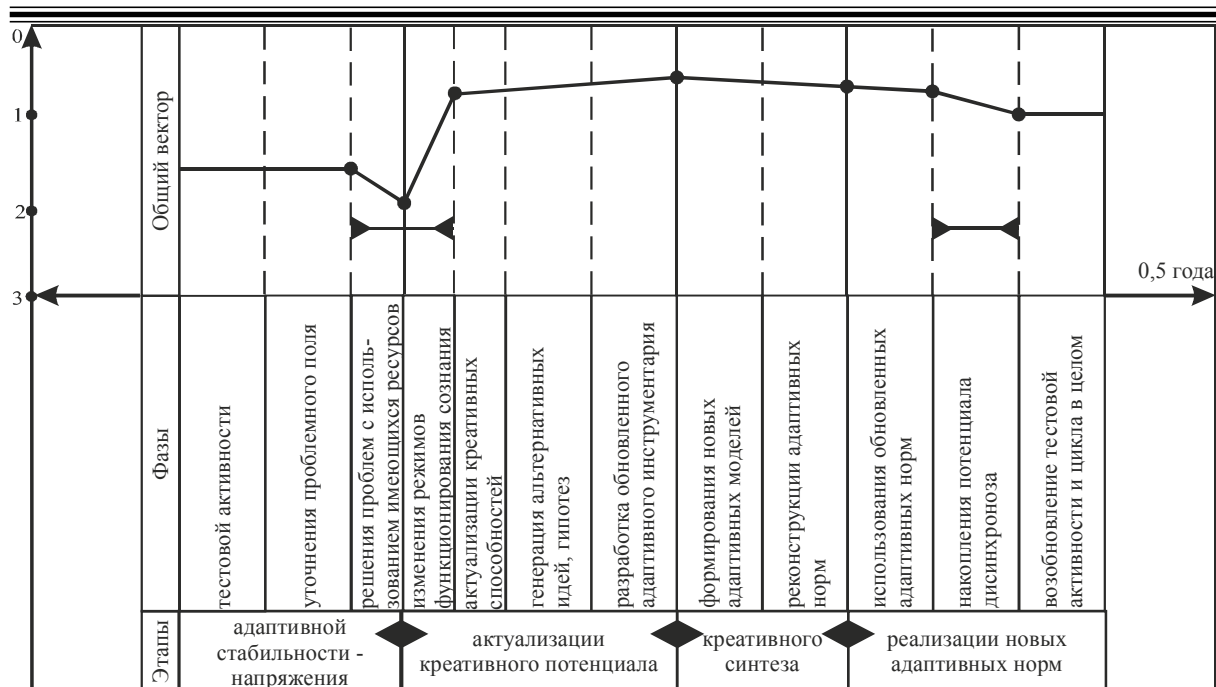 0
1
2
3
0,5 года
Общий вектор
Фазы
тестовой активности
уточнения проблемного поля
решения проблем с исполь-
зованием имеющихся ресурсов
изменения режимов
функционирования сознания
актуализации креативных
способностей
генерация альтернативных
идей, гипотез
разработка обновленного
адаптивного инструментария
формирования новых
адаптивных моделей
реконструкции адаптивных
норм
использования обновленных
адаптивных норм
накопления потенциала
дисинхроноза
возобновление тестовой
активности и цикла в целом
Этапы
адаптивной
стабильности -
напряжения
актуализации
креативного потенциала
креативного
синтеза
реализации новых
адаптивных норм